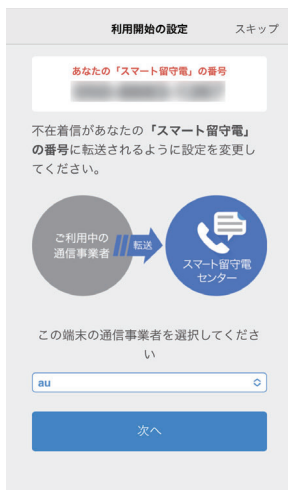 利用開始の設定 スキップ
あなたの「スマート留守電」の番号
不在着信があなたの「スマート留守電」
の番号に転送されるように設定を変更し
てください。
ご利用中の
通信事業者
転送
スマート留守電
センター
この端末の通信事業者を選択してくださ
い
au
次へ